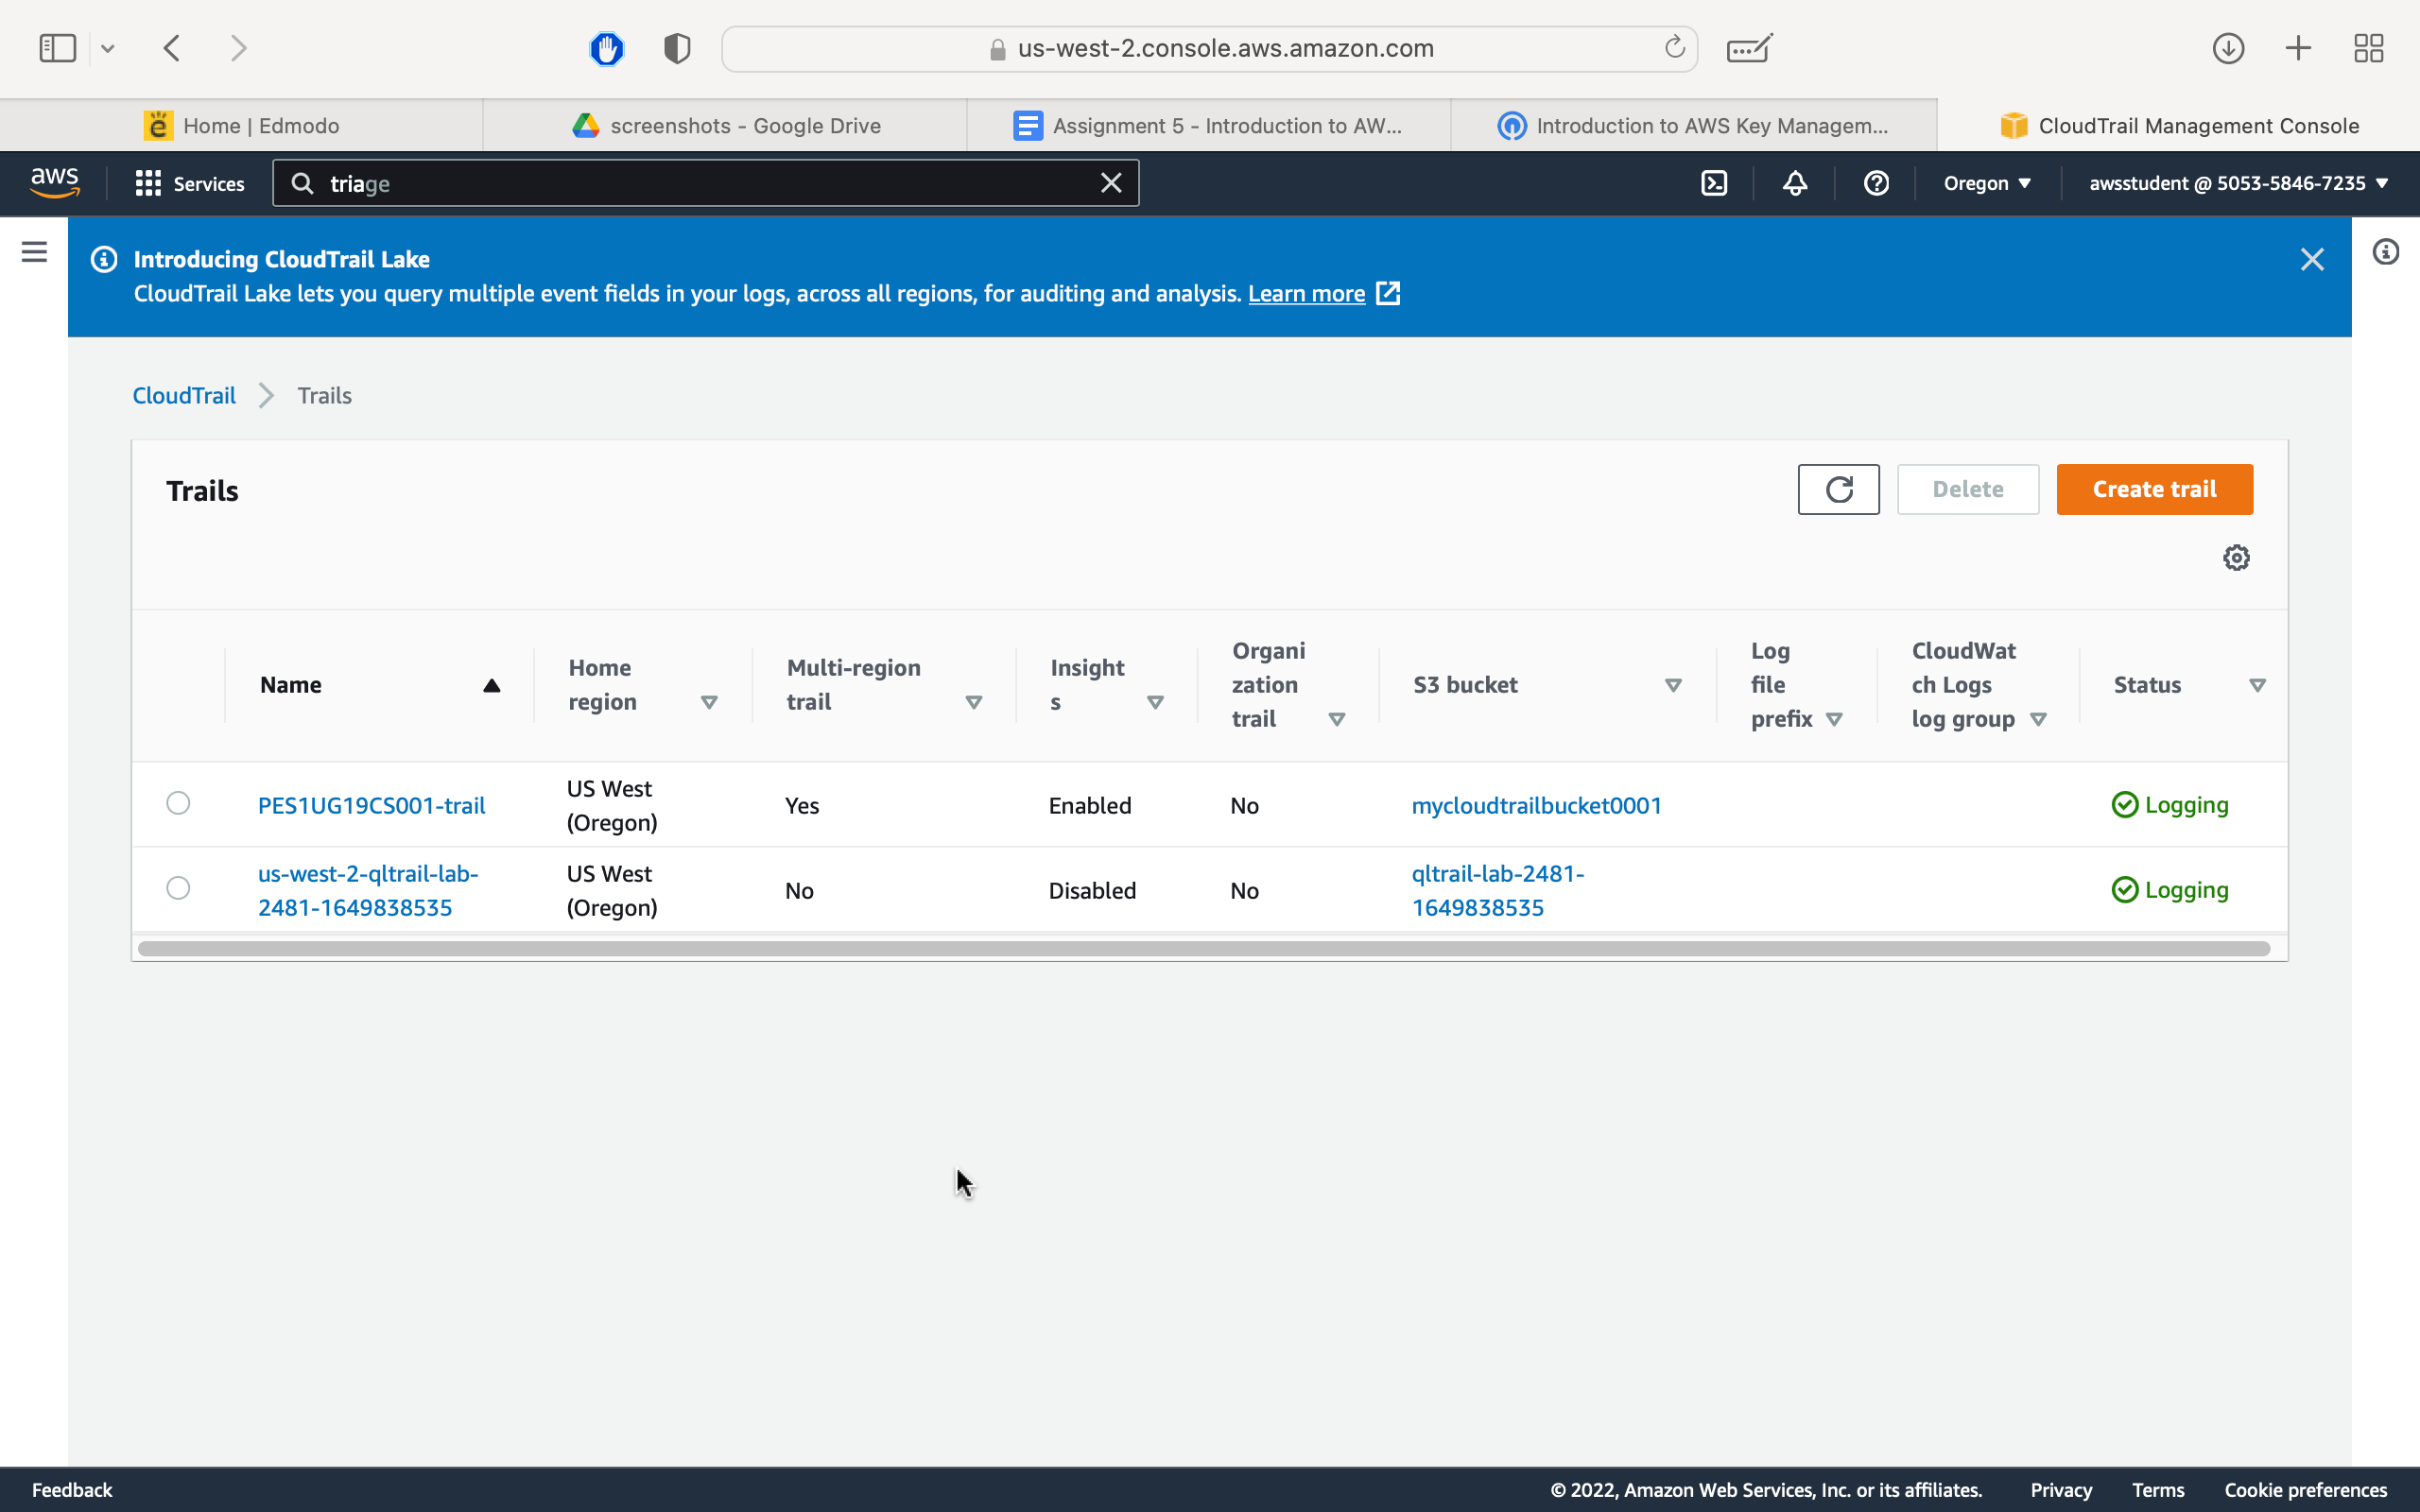 us-west-2.console.aws.amazon.com
Home | Edmodo
screenshots - Google Drive
Assignment 5 - Introduction to AW...
Introduction to AWS Key Managem...
CloudTrail Management Console
aws
Services
triage
Oregon
awsstudent @ 5053-5846-7235
Introducing CloudTrail Lake
CloudTrail Lake lets you query multiple event fields in your logs, across all regions, for auditing and analysis. Learn more
CloudTrail > Trails
Trails
Delete
Create trail
Name
Home
region
Multi-region
trail
Insight
s
Organi
zation
trail
S3 bucket
Log
file
prefix
CloudWat
ch Logs
log group
Status
PES1UG19CS001-trail
US West
(Oregon)
Yes
Enabled
No
mycloudtrailbucket0001
Logging
us-west-2-qltrail-lab-
2481-1649838535
US West
(Oregon)
No
Disabled
No
qltrail-lab-2481-
1649838535
Logging
Feedback
© 2022, Amazon Web Services, Inc. or its affiliates.
Privacy
Terms
Cookie preferences